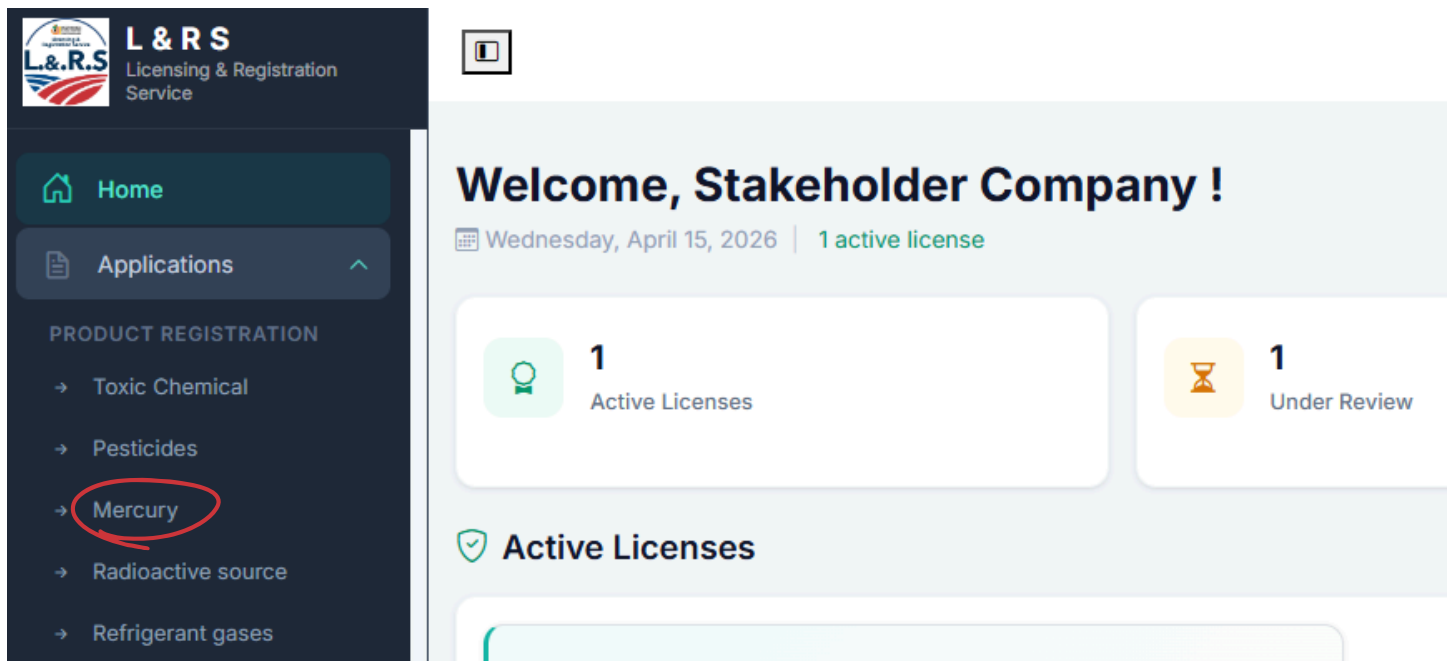 L.&.R.S
L & R S
Licensing & Registration
Service
Home
Applications
PRODUCT REGISTRATION
Toxic Chemical
Pesticides
Mercury
Radioactive source
Refrigerant gases
Welcome, Stakeholder Company !
Wednesday, April 15, 2026 | 1 active license
1
Active Licenses
1
Under Review
Active Licenses